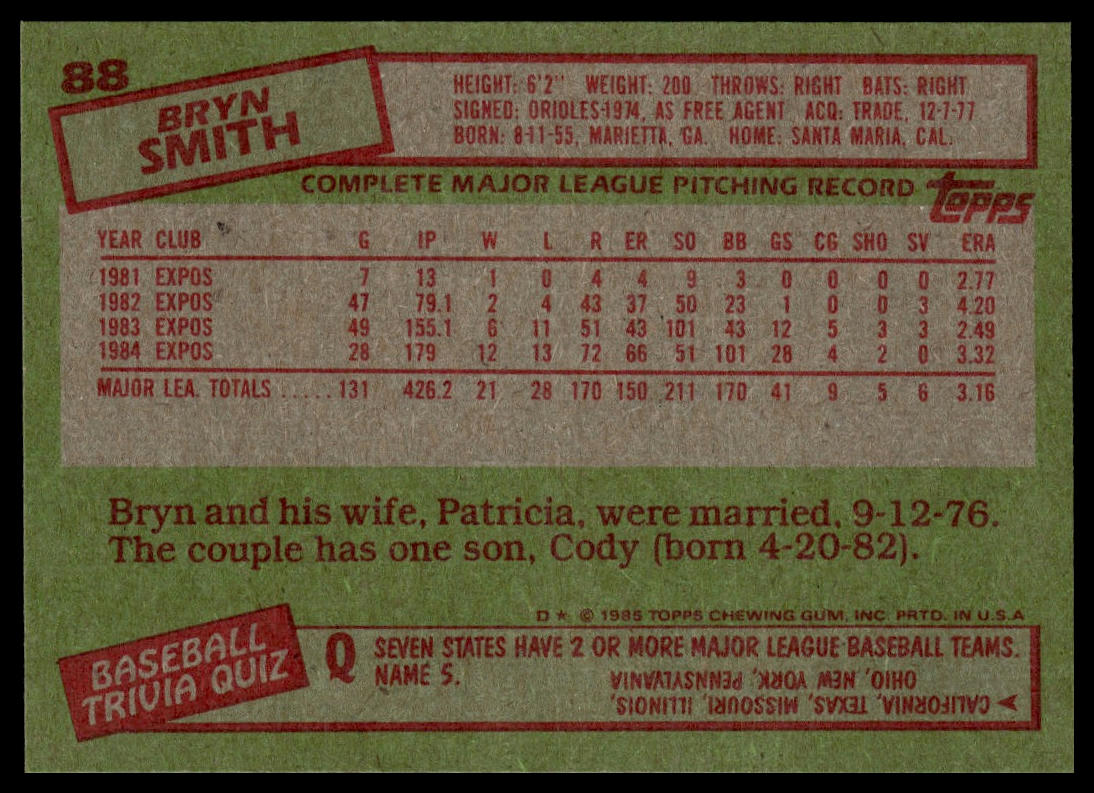 88
BRYN
SMITH
HEIGHT: 6'2" WEIGHT: 200 THROWS: RIGHT BATS: RIGHT
SIGNED: ORIOLES-1974, AS FREE AGENT ACQ: TRADE, 12-7-77
BORN: 8-11-55, MARIETTA, GA. HOME: SANTA MARIA, CAL.
COMPLETE MAJOR LEAGUE PITCHING RECORD topps
YEAR CLUB G IP W L R ER SO BB GS CG SHO SV ERA
1981 EXPOS 7 13 1 0 4 4 9 3 0 0 0 0 2.77
1982 EXPOS 47 79.1 2 4 43 37 50 23 1 0 0 3 4.20
1983 EXPOS 49 155.1 6 11 51 43 101 43 12 5 3 3 2.49
1984 EXPOS 28 179 12 13 72 66 51 101 28 4 2 0 3.32
MAJOR LEA. TOTALS .....131 426.2 21 28 170 150 211 170 41 9 5 6 3.16
Bryn and his wife, Patricia, were married, 9-12-76.
The couple has one son, Cody (born 4-20-82).
D * © 1985 TOPPS CHEWING GUM, INC. PRTD. IN U.S.A
BASEBALL
TRIVIA QUIZ
Q SEVEN STATES HAVE 2 OR MORE MAJOR LEAGUE BASEBALL TEAMS.
NAME 5.
CALIFORNIA, TEXAS, MISSOURI, ILLINOIS,
OHIO, NEW YORK, PENNSYLVANIA